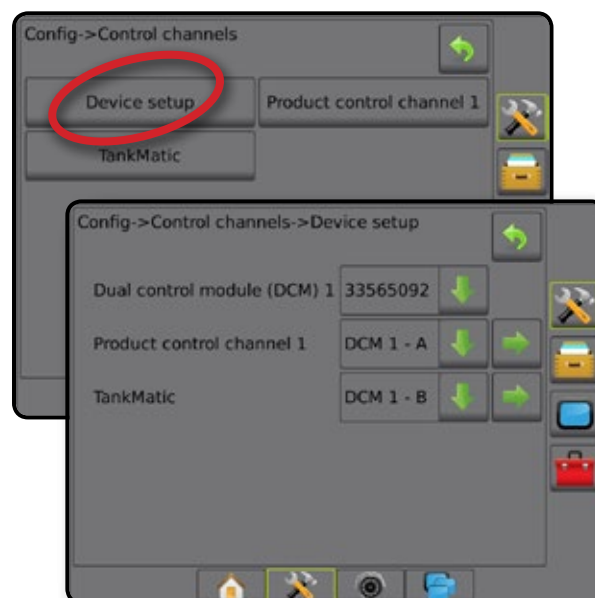 Config->Control channels
Device setup
Product control channel 1
TankMatic
Config->Control channels->Device setup
Dual control module (DCM) 1 33565092
Product control channel 1 DCM 1 - A
TankMatic DCM 1 - B